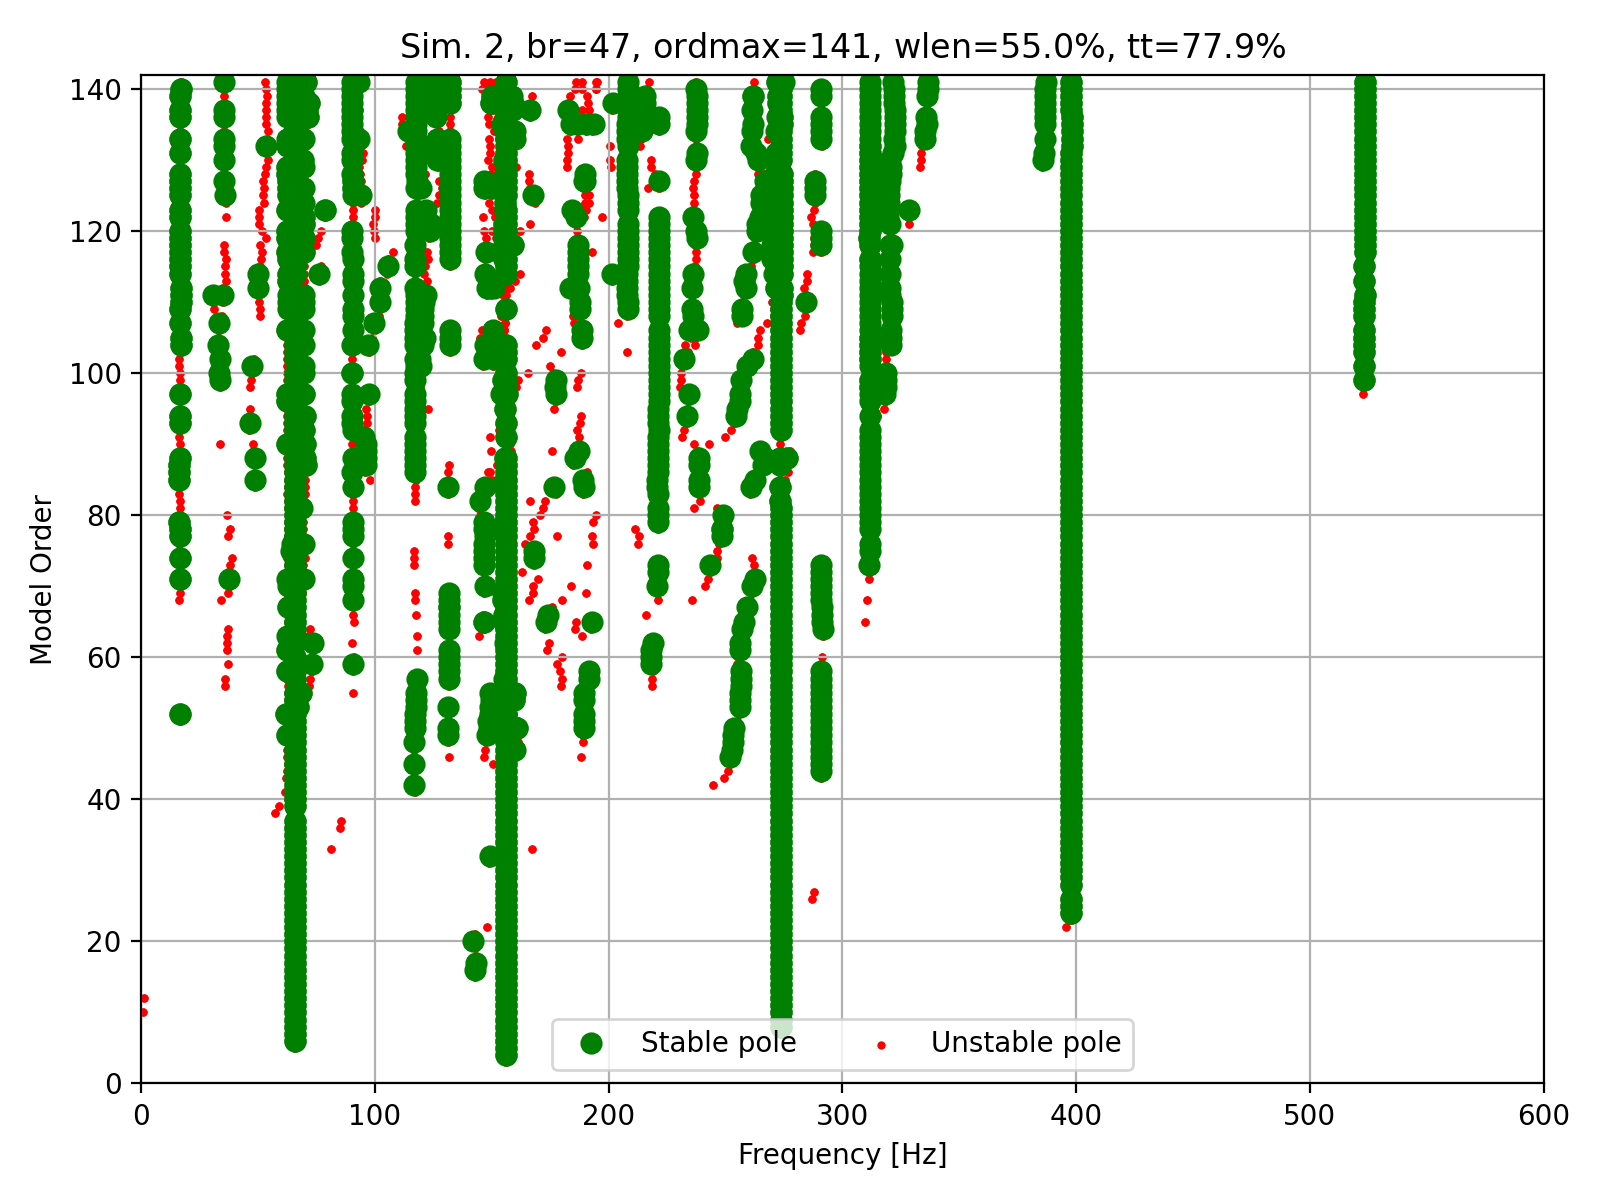 Sim. 2, br=47, ordmax=141, wlen=55.0%, tt=77.9%
140
120
100
80
60
40
20
0
Model Order
Stable pole Unstable pole
0 100 200 300 400 500 600
Frequency [Hz]